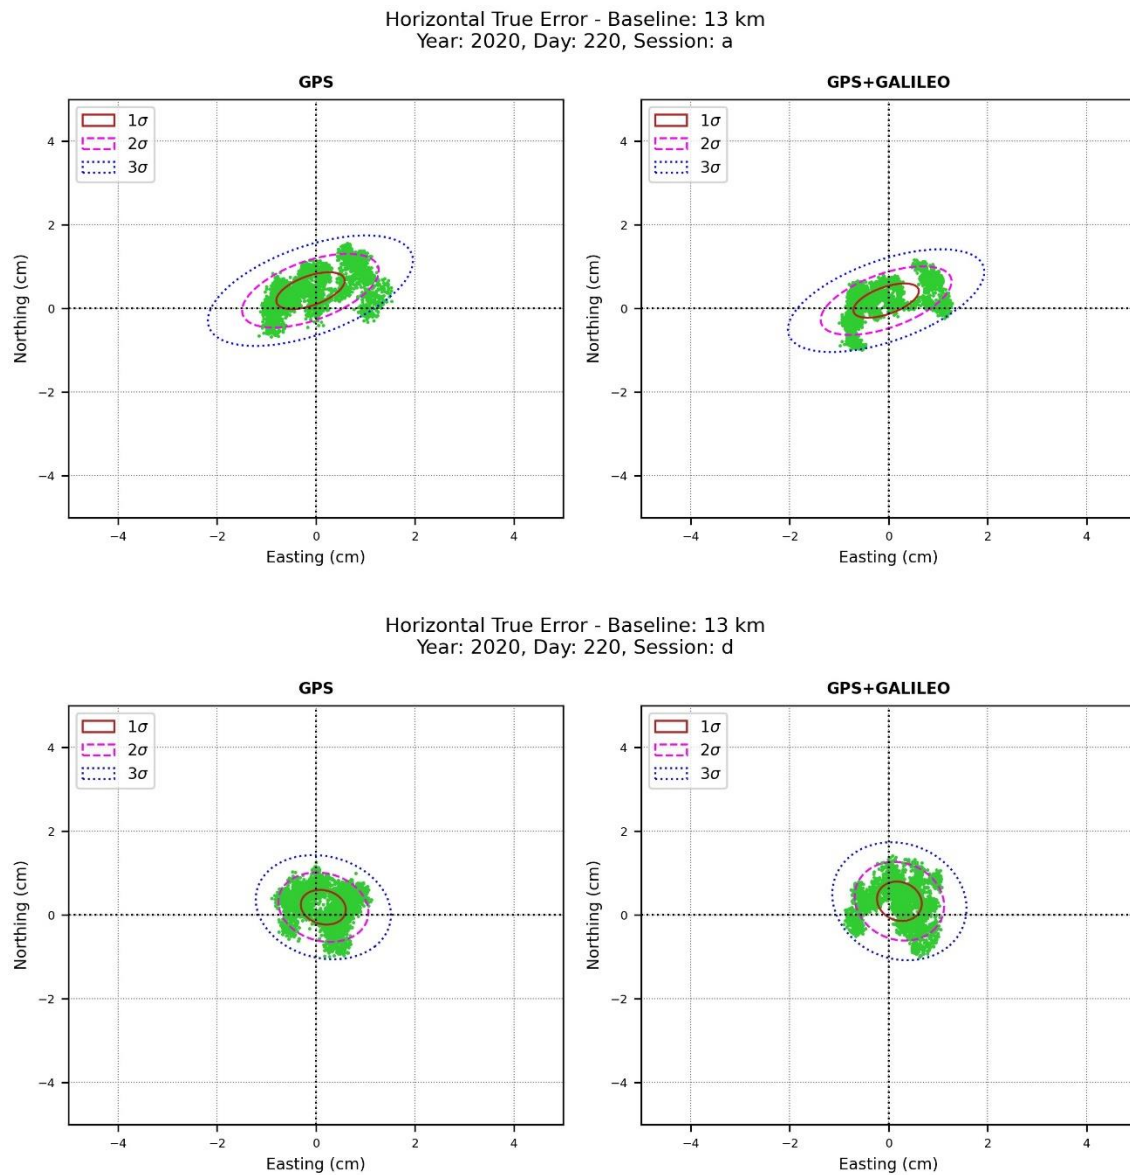 Horizontal True Error - Baseline: 13 km
Year: 2020, Day: 220, Session: a
GPS
GPS+GALILEO
1σ
2σ
3σ
1σ
2σ
3σ
4
2
0
−2
−4
4
2
0
−2
−4
Northing (cm)
Northing (cm)
−4 −2 0 2 4
−4 −2 0 2 4
Easting (cm)
Easting (cm)
Horizontal True Error - Baseline: 13 km
Year: 2020, Day: 220, Session: d
GPS
GPS+GALILEO
1σ
2σ
3σ
1σ
2σ
3σ
4
2
0
−2
−4
4
2
0
−2
−4
Northing (cm)
Northing (cm)
−4 −2 0 2 4
−4 −2 0 2 4
Easting (cm)
Easting (cm)